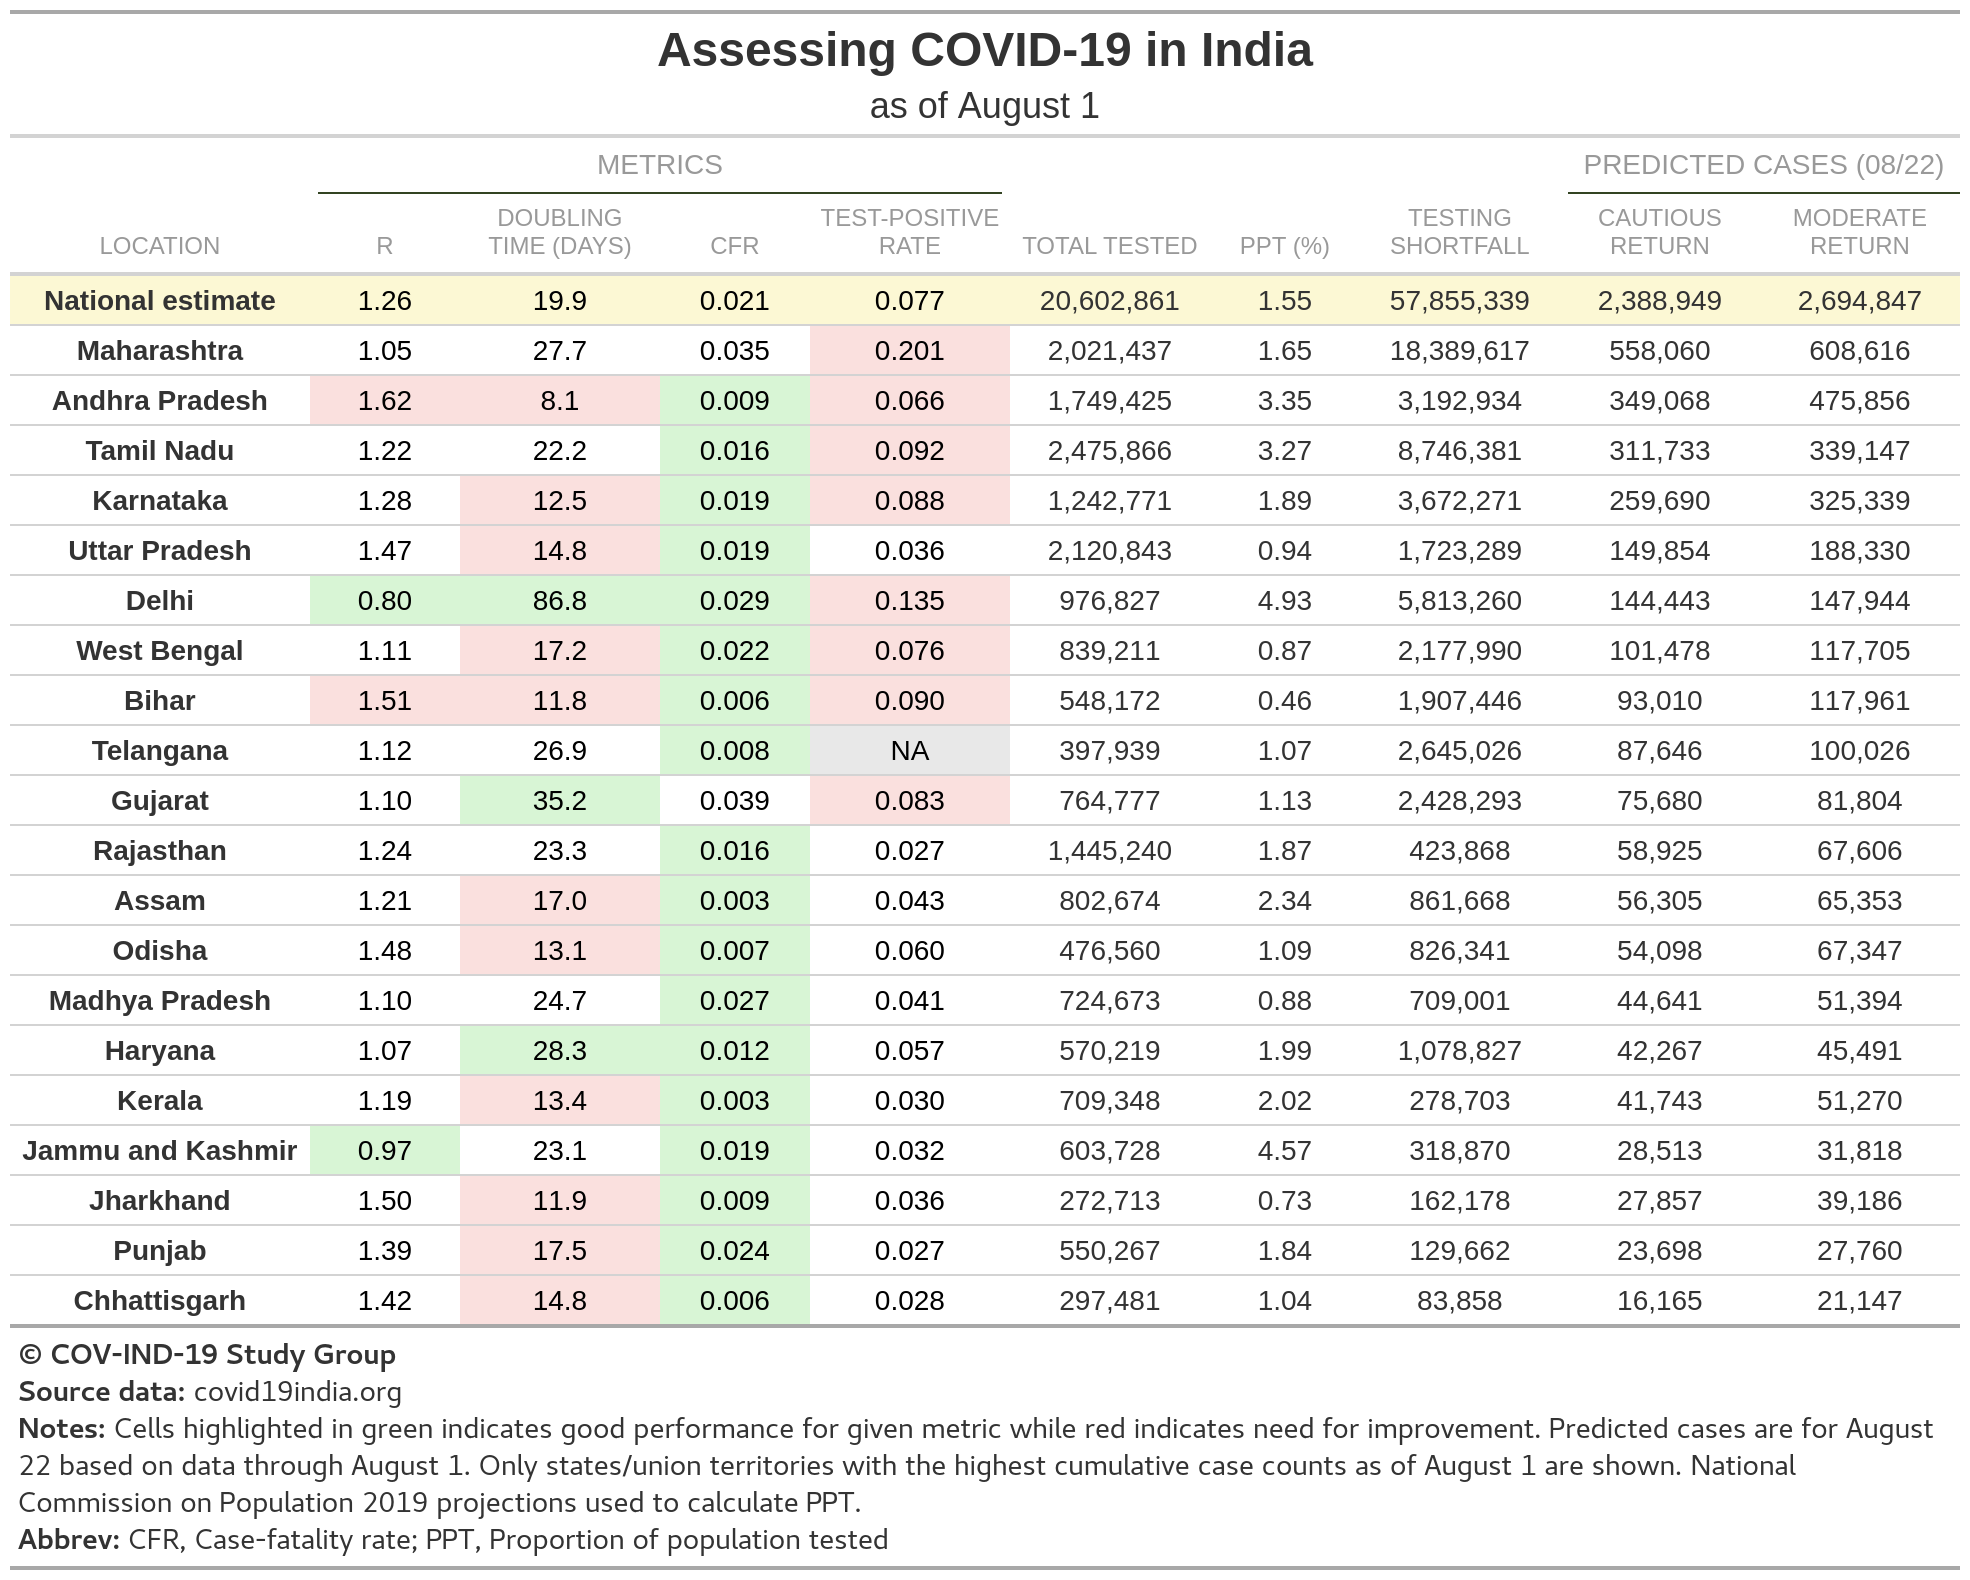 Assessing COVID-19 in India
as of August 1
METRICS PREDICTED CASES (08/22)
LOCATION R DOUBLING TIME (DAYS) CFR TEST-POSITIVE RATE TOTAL TESTED PPT (%) TESTING SHORTFALL CAUTIOUS RETURN MODERATE RETURN
National estimate 1.26 19.9 0.021 0.077 20,602,861 1.55 57,855,339 2,388,949 2,694,847
Maharashtra 1.05 27.7 0.035 0.201 2,021,437 1.65 18,389,617 558,060 608,616
Andhra Pradesh 1.62 8.1 0.009 0.066 1,749,425 3.35 3,192,934 349,068 475,856
Tamil Nadu 1.22 22.2 0.016 0.092 2,475,866 3.27 8,746,381 311,733 339,147
Karnataka 1.28 12.5 0.019 0.088 1,242,771 1.89 3,672,271 259,690 325,339
Uttar Pradesh 1.47 14.8 0.019 0.036 2,120,843 0.94 1,723,289 149,854 188,330
Delhi 0.80 86.8 0.029 0.135 976,827 4.93 5,813,260 144,443 147,944
West Bengal 1.11 17.2 0.022 0.076 839,211 0.87 2,177,990 101,478 117,705
Bihar 1.51 11.8 0.006 0.090 548,172 0.46 1,907,446 93,010 117,961
Telangana 1.12 26.9 0.008 NA 397,939 1.07 2,645,026 87,646 100,026
Gujarat 1.10 35.2 0.039 0.083 764,777 1.13 2,428,293 75,680 81,804
Rajasthan 1.24 23.3 0.016 0.027 1,445,240 1.87 423,868 58,925 67,606
Assam 1.21 17.0 0.003 0.043 802,674 2.34 861,668 56,305 65,353
Odisha 1.48 13.1 0.007 0.060 476,560 1.09 826,341 54,098 67,347
Madhya Pradesh 1.10 24.7 0.027 0.041 724,673 0.88 709,001 44,641 51,394
Haryana 1.07 28.3 0.012 0.057 570,219 1.99 1,078,827 42,267 45,491
Kerala 1.19 13.4 0.003 0.030 709,348 2.02 278,703 41,743 51,270
Jammu and Kashmir 0.97 23.1 0.019 0.032 603,728 4.57 318,870 28,513 31,818
Jharkhand 1.50 11.9 0.009 0.036 272,713 0.73 162,178 27,857 39,186
Punjab 1.39 17.5 0.024 0.027 550,267 1.84 129,662 23,698 27,760
Chhattisgarh 1.42 14.8 0.006 0.028 297,481 1.04 83,858 16,165 21,147
© COV-IND-19 Study Group
Source data: covid19india.org
Notes: Cells highlighted in green indicates good performance for given metric while red indicates need for improvement. Predicted cases are for August
22 based on data through August 1. Only states/union territories with the highest cumulative case counts as of August 1 are shown. National
Commission on Population 2019 projections used to calculate PPT.
Abbrev: CFR, Case-fatality rate; PPT, Proportion of population tested